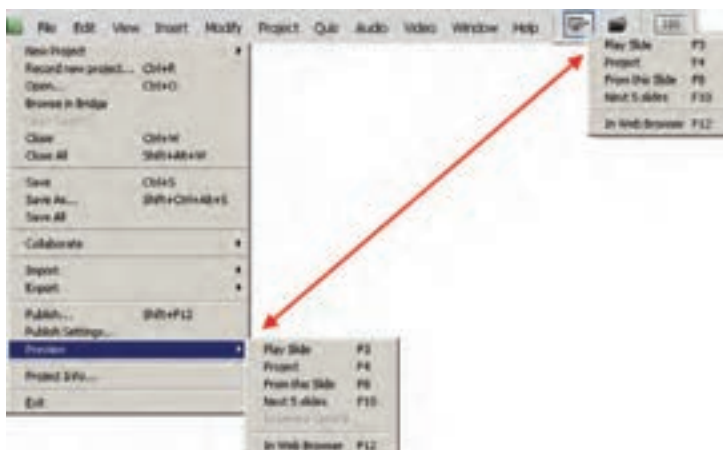 File Edit View Insert Modify Project Quiz Audio Video Window Help
New Project
Record new project... Ctrl+R
Open... Ctrl+O
Browse in Bridge
Close Ctrl+W
Close All Shift+Alt+W
Save Ctrl+S
Save As... Shift+Ctrl+Alt+S
Save All
Collaborate
Import
Export
Publish... Shift+F12
Publish Settings...
Preview
Project Info...
Exit
Play Slide F3
Project F4
From this Slide F8
Next 5 slides F10
In Web Browser F12
Play Slide F3
Project F4
From this Slide F8
Next 5 slides F10
In Web Browser F12